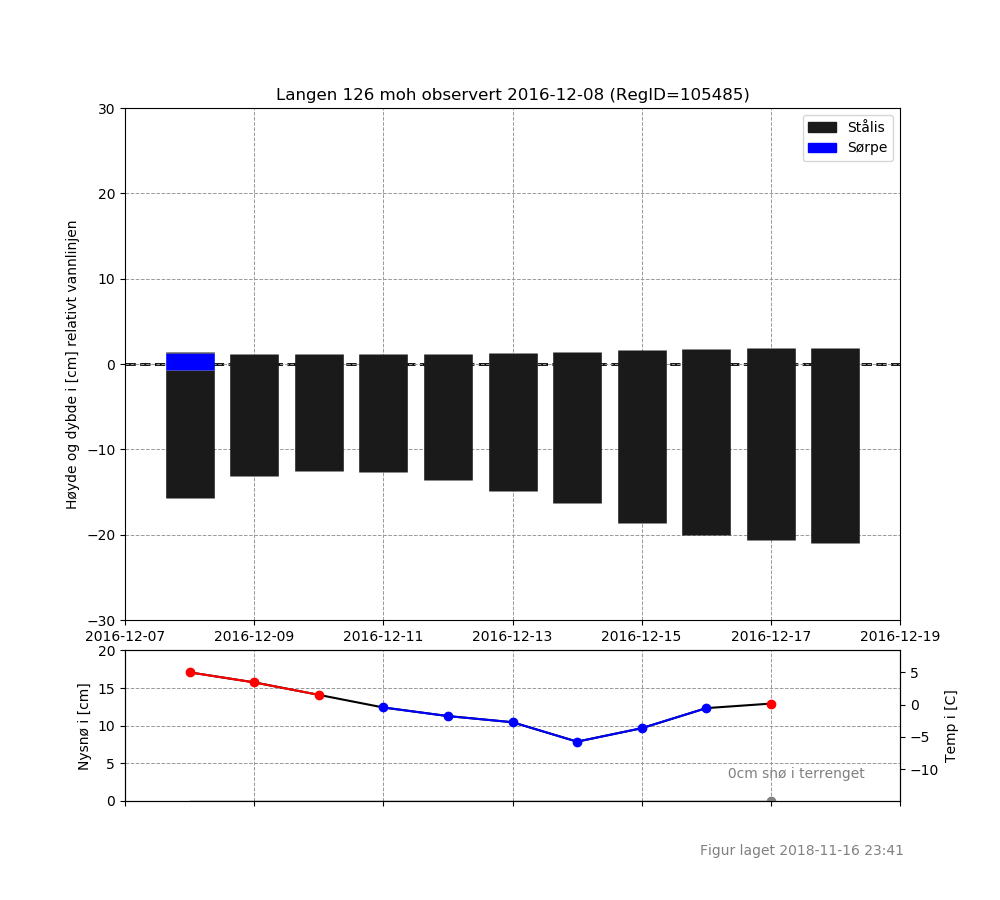 Langen 126 moh observert 2016-12-08 (RegID=105485)
Høyde og dybde i [cm] relativt vannlinjen
30
20
10
0
−10
−20
−30
Stålis
Sørpe
2016-12-07 2016-12-09 2016-12-11 2016-12-13 2016-12-15 2016-12-17 2016-12-19
Nysnø i [cm]
20
15
10
5
0
5
0
−5
−10
Temp i [C]
0cm snø i terrenget
Figur laget 2018-11-16 23:41